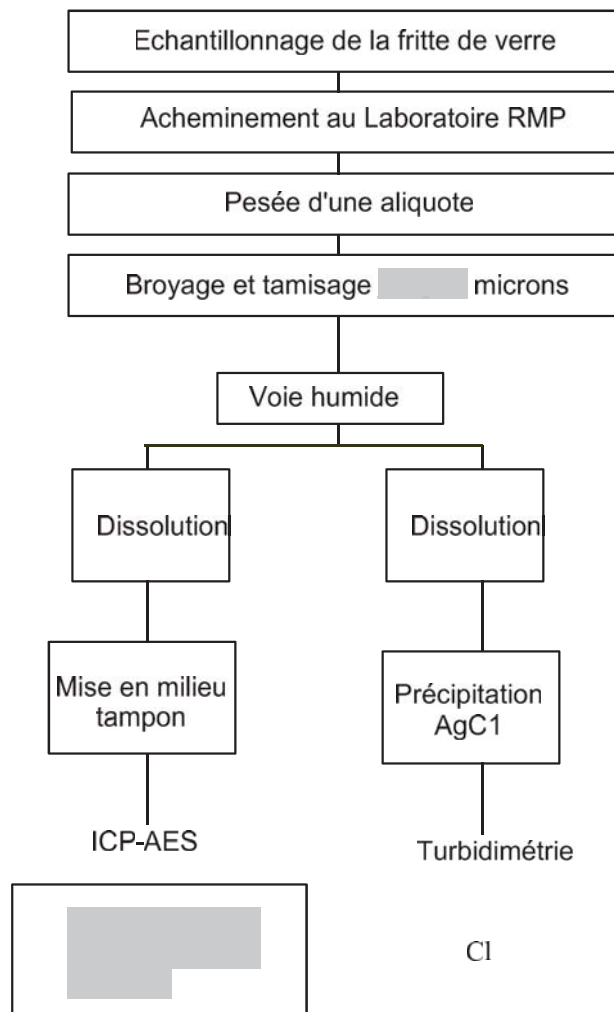 Echantillonnage de la fritte de verre
Acheminement au Laboratoire RMP
Pesée d'une aliquote
Broyage et tamisage microns
Voie humide
Dissolution
Dissolution
Mise en milieu
tampon
Précipitation
AgC1
ICP-AES
Turbidimétrie
Cl